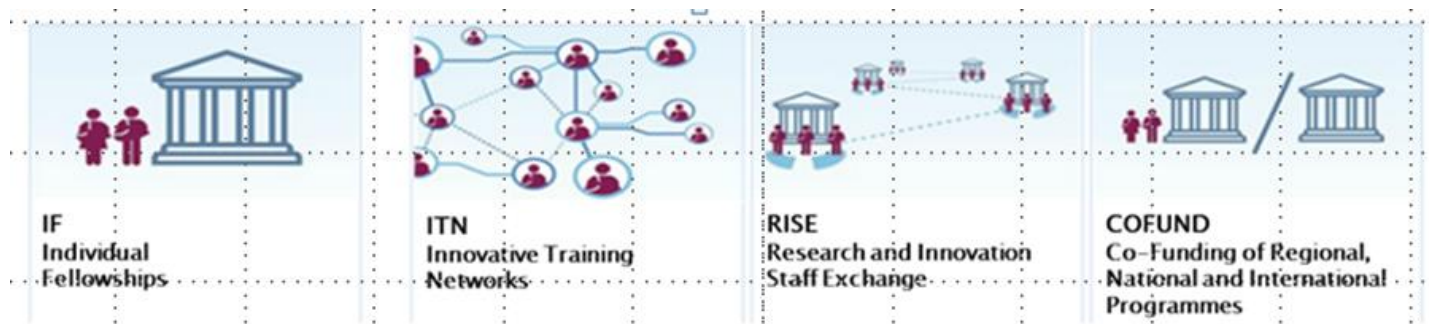 IF
Individual
Fellowships
ITN
Innovative Training
Networks
RISE
Research and Innovation
Staff Exchange
COFUND
Co-Funding of Regional,
National and International
Programmes